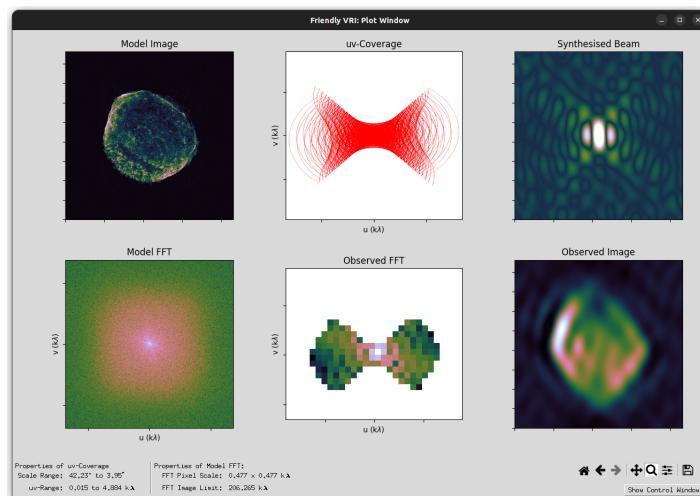 Friendly VRI: Plot Window
Model Image
uv-Coverage
Synthesised Beam
v (kλ)
u (kλ)
Model FFT
Observed FFT
Observed Image
v (kλ)
v (kλ)
u (kλ)
u (kλ)
Properties of uv-Coverage
Scale Range: 42.23" to 3.95"
uv-Range: 0.015 to 4.884 kλ
Properties of Model FFT:
FFT Pixel Scale: 0.477 x 0.477 kλ
FFT Image Limit: 206.265 kλ
Show Control Window